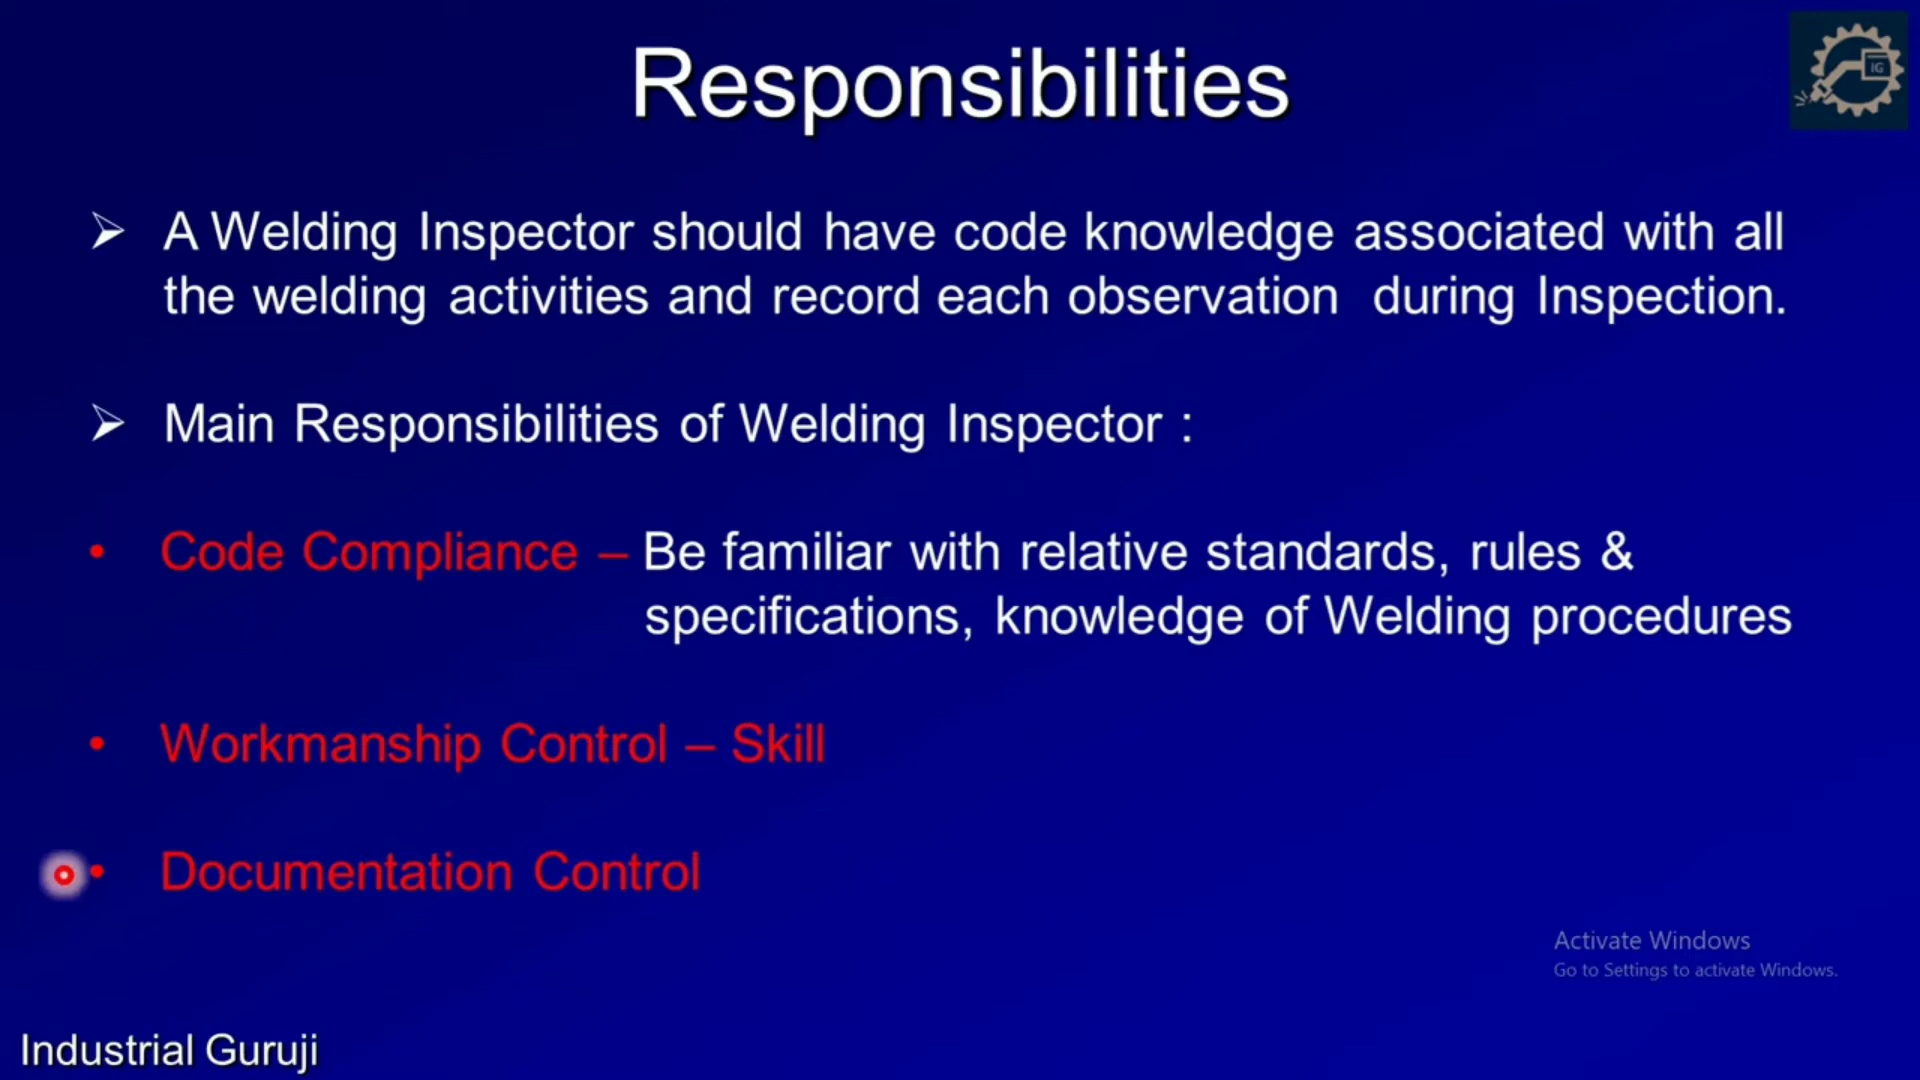 Responsibilities
IG
➢ A Welding Inspector should have code knowledge associated with all
the welding activities and record each observation during Inspection.
➢ Main Responsibilities of Welding Inspector :
• Code Compliance – Be familiar with relative standards, rules &
specifications, knowledge of Welding procedures
• Workmanship Control – Skill
• Documentation Control
Activate Windows
Go to Settings to activate Windows.
Industrial Guruji